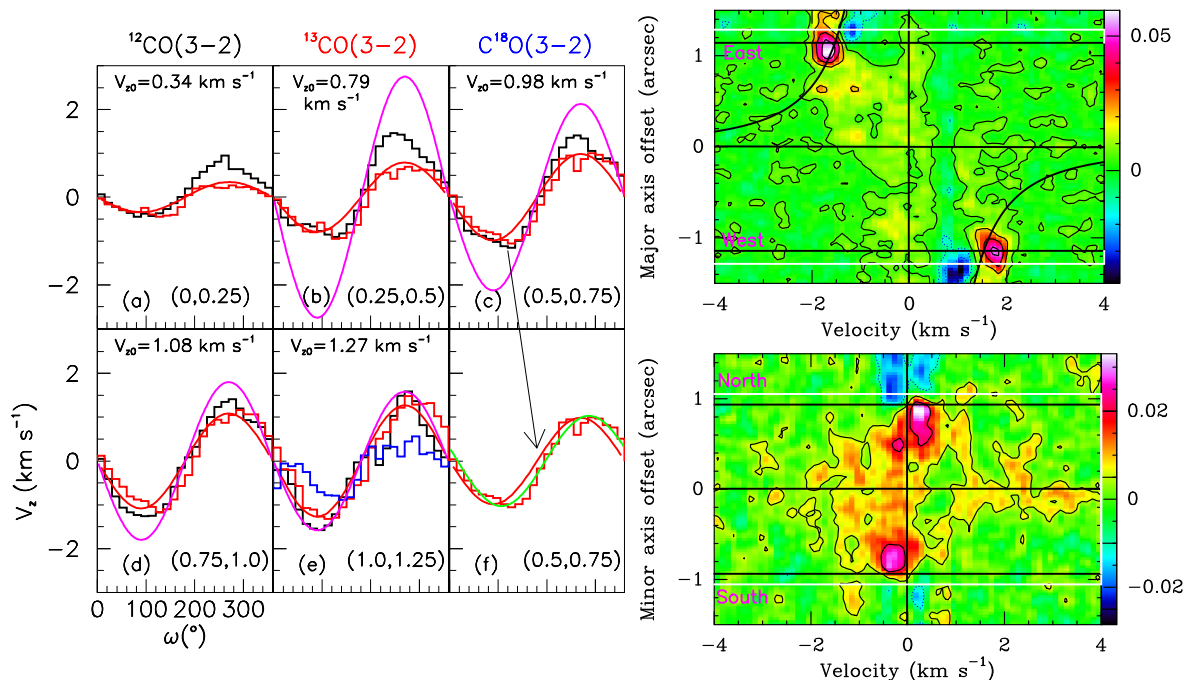 ¹²CO(3−2) ¹³CO(3−2) C¹⁸O(3−2)
V_z0=0.34 km s⁻¹ V_z0=0.79 km s⁻¹ V_z0=0.98 km s⁻¹
2
0
−2
(a) (0,0.25) (b) (0.25,0.5) (c) (0.5,0.75)
V_z0=1.08 km s⁻¹ V_z0=1.27 km s⁻¹
2
0
−2
(d) (0.75,1.0) (e) (1.0,1.25) (f) (0.5,0.75)
0 100 200 300
ω(°)
V_z (km s⁻¹)
Major axis offset (arcsec)
1
0
−1
East
West
−4 −2 0 2 4
Velocity (km s⁻¹)
0.05
0
Minor axis offset (arcsec)
1
0
−1
North
South
−4 −2 0 2 4
Velocity (km s⁻¹)
0.02
0
−0.02